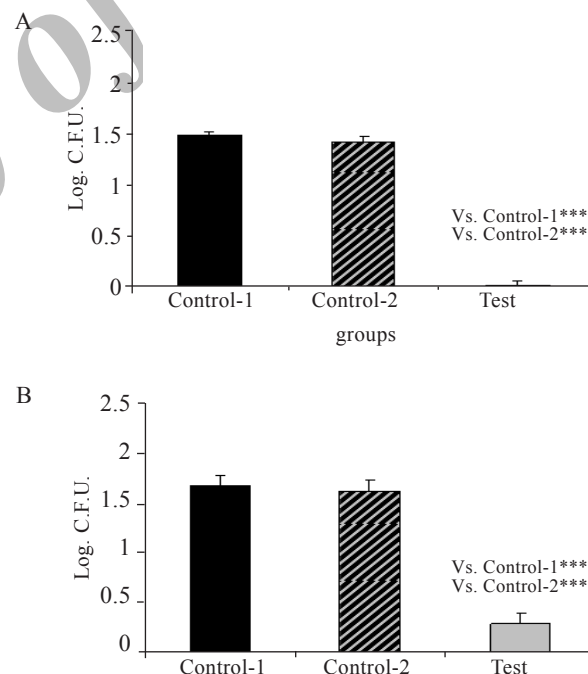 A
2.5
2
1.5
1
0.5
0
Log. C.F.U.
Vs. Control-1***
Vs. Control-2***
Control-1 Control-2 Test
groups
B
2.5
2
1.5
1
0.5
0
Log. C.F.U.
Vs. Control-1***
Vs. Control-2***
Control-1 Control-2 Test